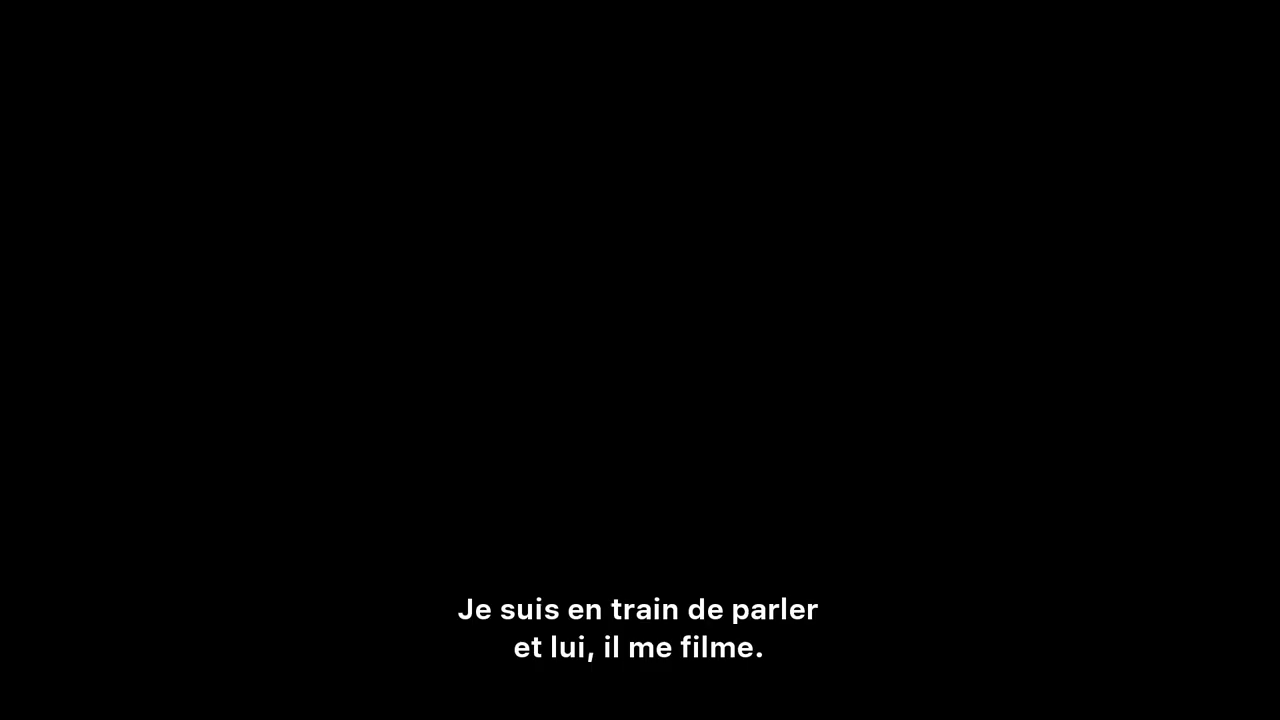 Je suis en train de parler
et lui, il me filme.